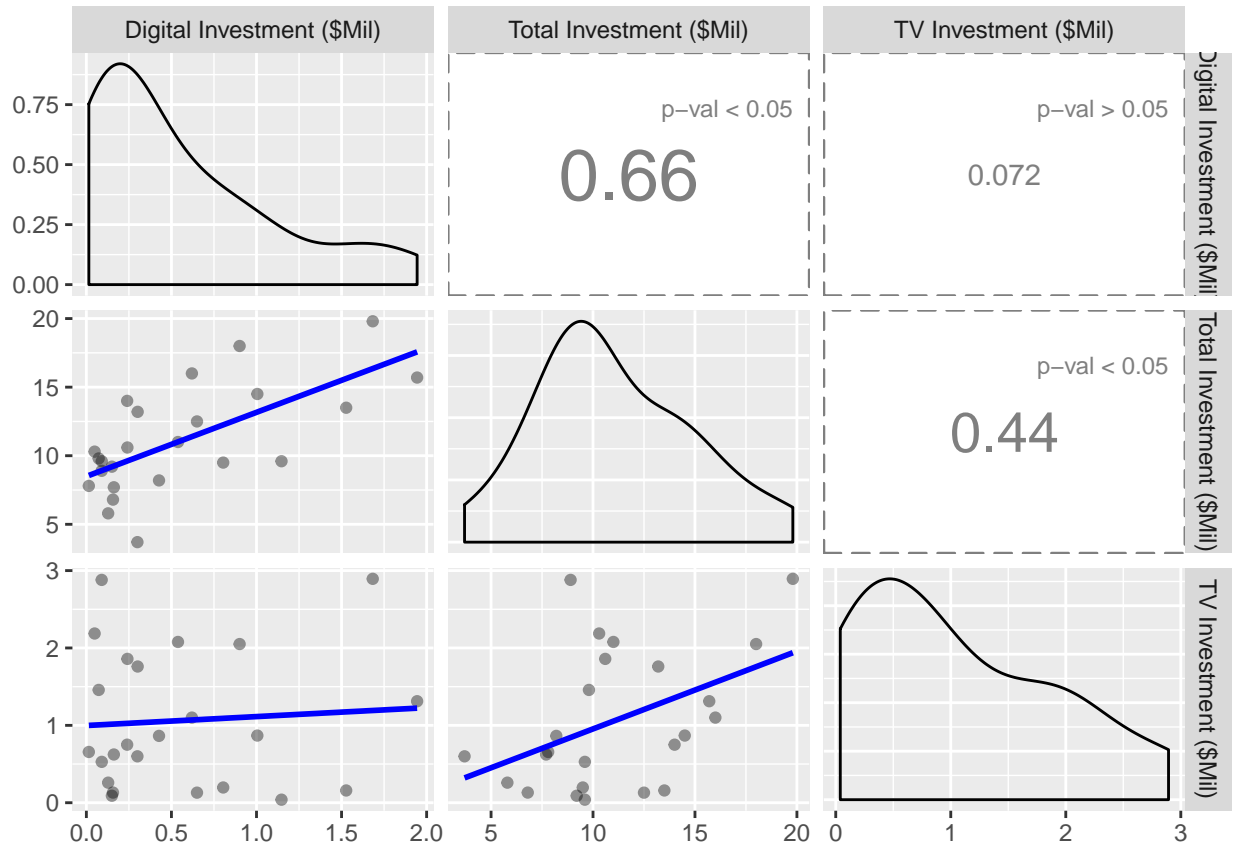 Digital Investment ($Mil)
Total Investment ($Mil)
TV Investment ($Mil)
0.75
0.50
0.25
0.00
p−val < 0.05
0.66
p−val > 0.05
0.072
Digital Investment ($Mil
20
15
10
5
p−val < 0.05
0.44
Total Investment ($Mil)
3
2
1
0
TV Investment ($Mil)
0.0 0.5 1.0 1.5 2.0
5 10 15 20
0 1 2 3